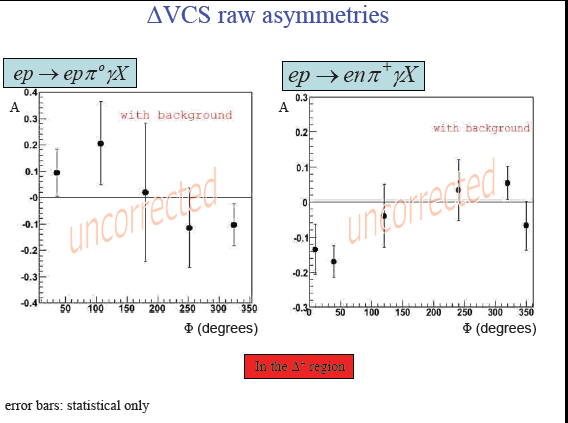 ΔVCS raw asymmetries
ep → epπ°γX
ep → enπ⁺γX
A
0.4
0.3
0.2
0.1
-0
-0.1
-0.2
-0.3
-0.4
with background
uncorrected
50 100 150 200 250 300 350
Φ (degrees)
A
0.3
0.2
0.1
0
-0.1
-0.2
-0.3
with background
uncorrected
0 50 100 150 200 250 300 350
Φ (degrees)
In the Δ⁺ region
error bars: statistical only